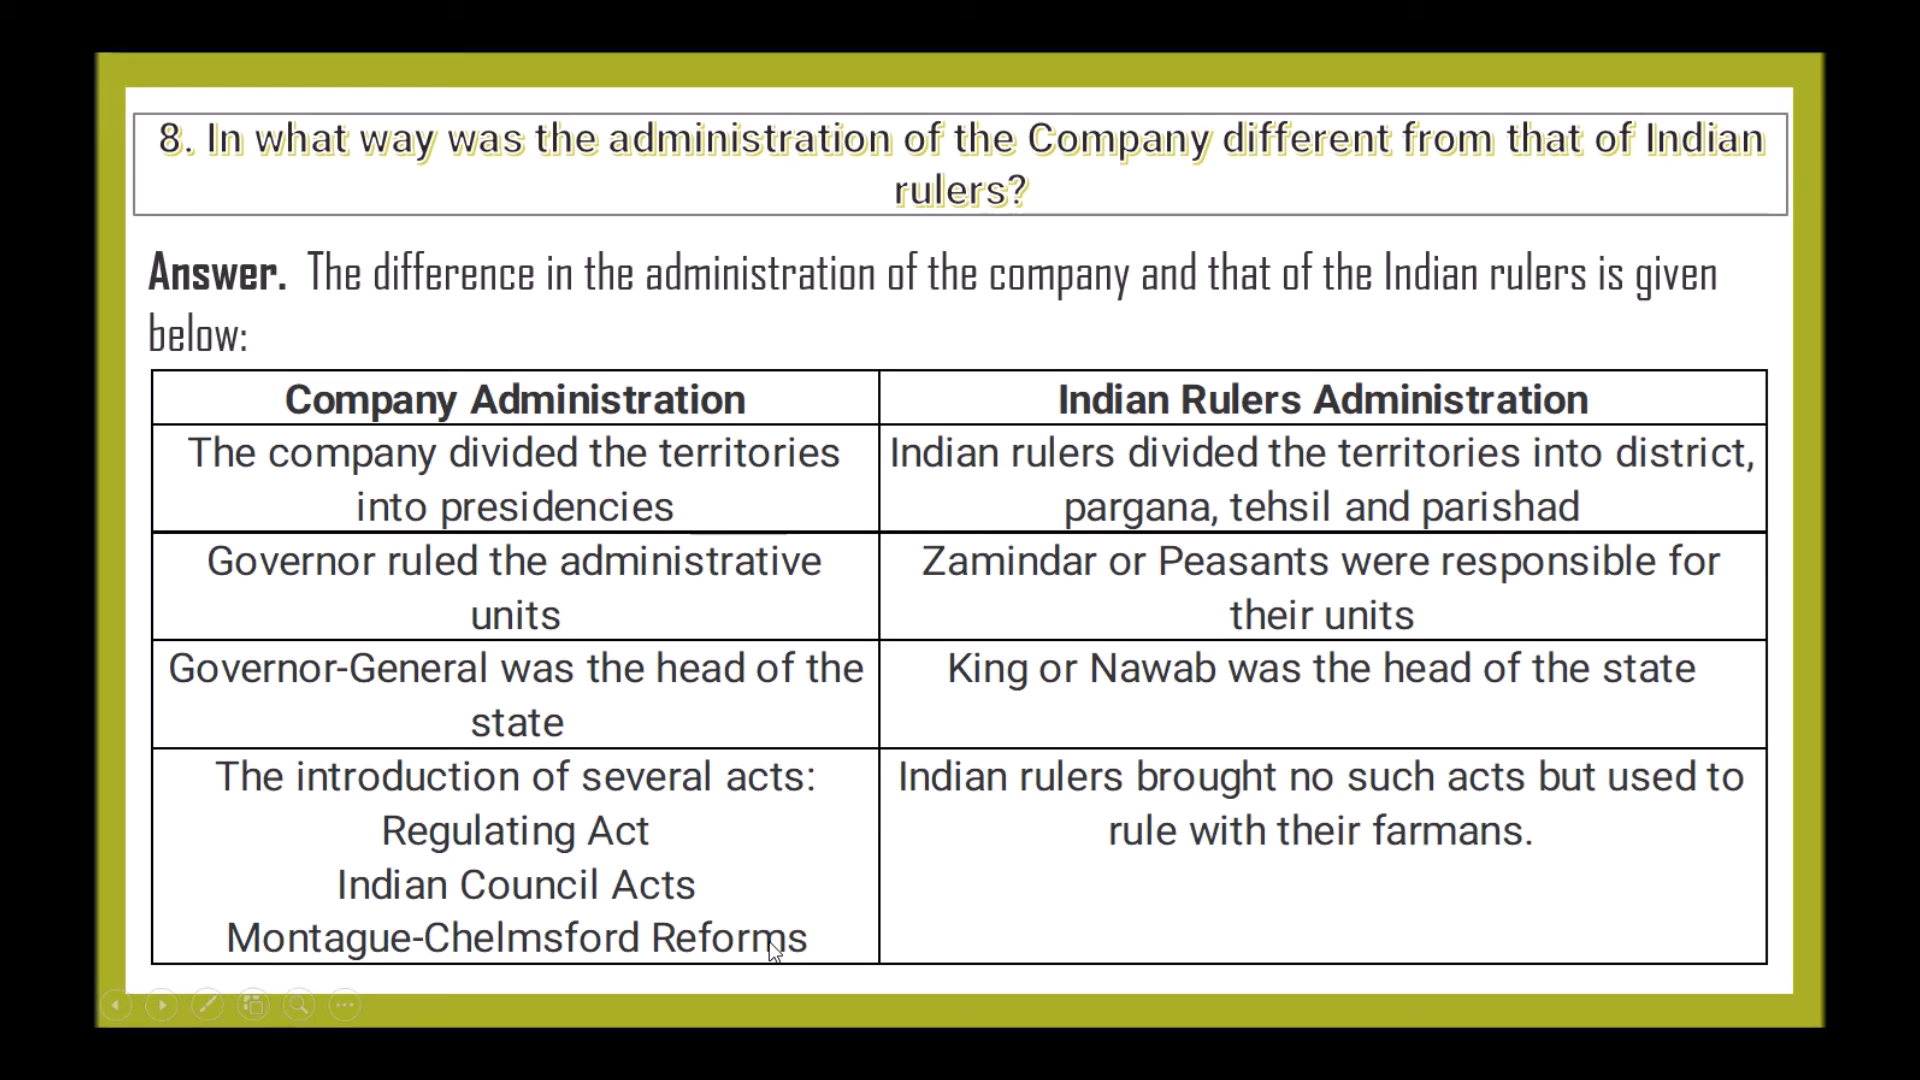 8. In what way was the administration of the Company different from that of Indian
rulers?
Answer. The difference in the administration of the company and that of the Indian rulers is given
below:
Company Administration
Indian Rulers Administration
The company divided the territories
into presidencies
Indian rulers divided the territories into district,
pargana, tehsil and parishad
Governor ruled the administrative
units
Zamindar or Peasants were responsible for
their units
Governor-General was the head of the
state
King or Nawab was the head of the state
The introduction of several acts:
Regulating Act
Indian Council Acts
Montague-Chelmsford Reforms
Indian rulers brought no such acts but used to
rule with their farmans.